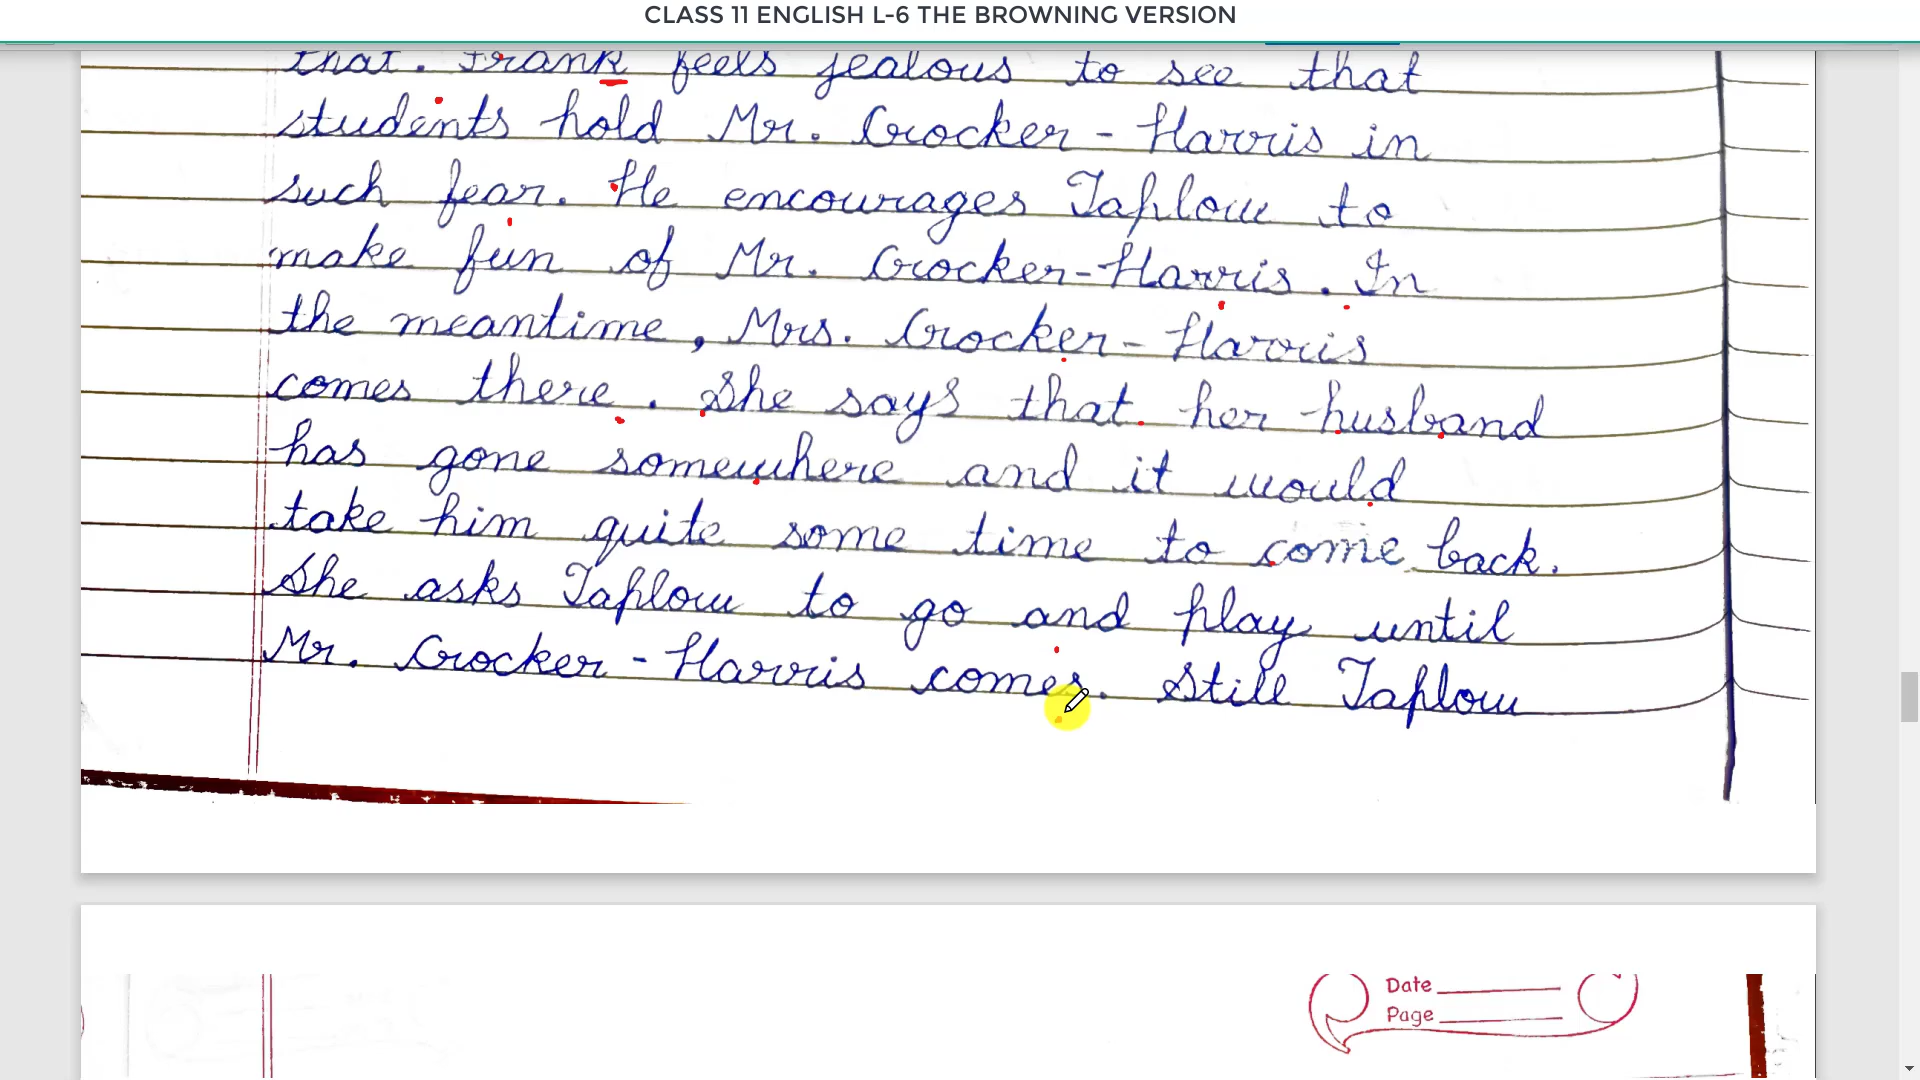 CLASS 11 ENGLISH L-6 THE BROWNING VERSION
that. Frank feels jealous to see that
students hold Mr. Crocker-Harris in
such fear. He encourages Taplow to
make fun of Mr. Crocker-Harris. In
the meantime, Mrs. Crocker-Harris
comes there. She says that her husband
has gone somewhere and it would
take him quite some time to come back.
She asks Taplow to go and play until
Mr. Crocker-Harris comes. Still Taplow
Date
Page